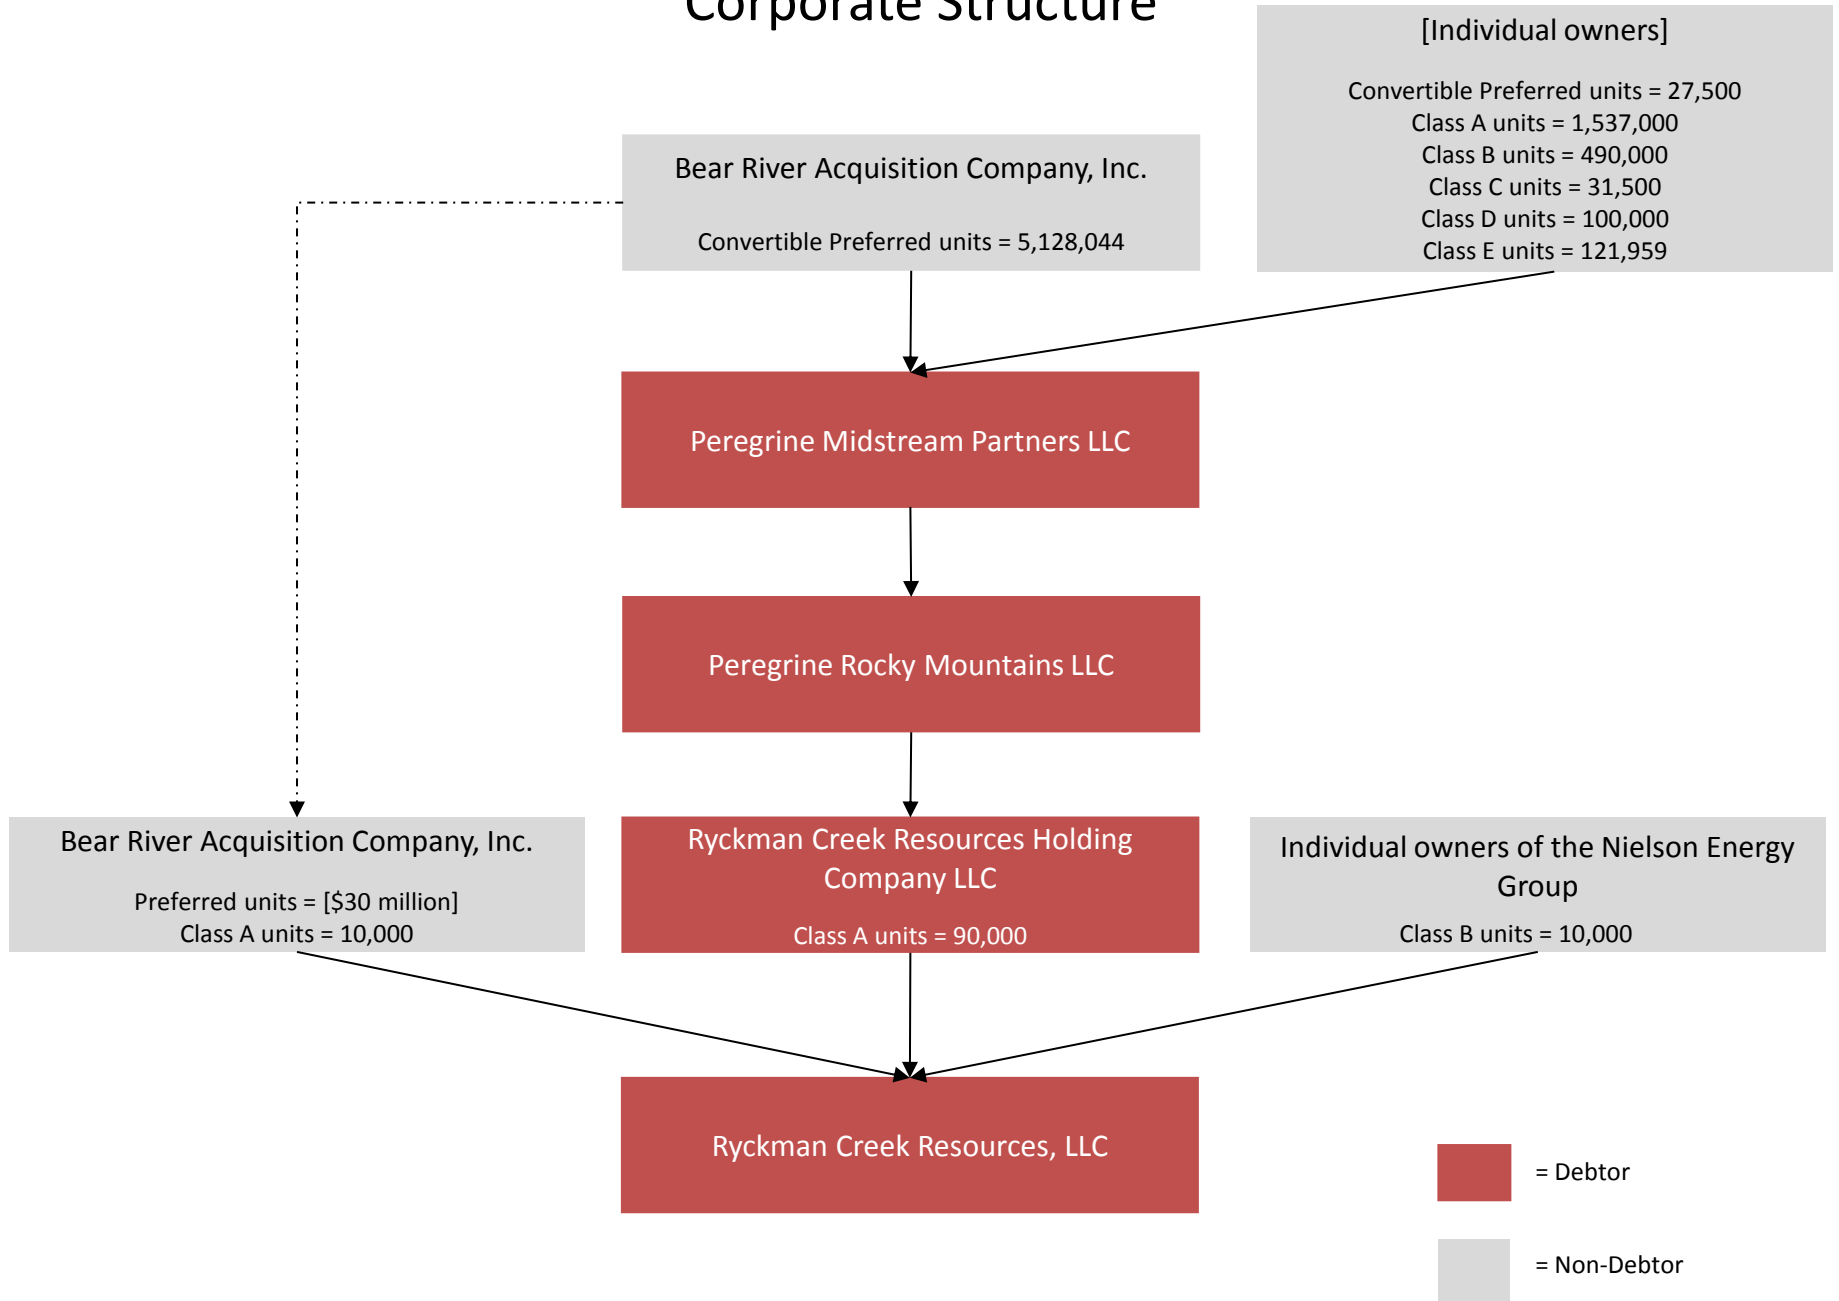 Corporate Structure
[Individual owners]
Convertible Preferred units = 27,500
Class A units = 1,537,000
Class B units = 490,000
Class C units = 31,500
Class D units = 100,000
Class E units = 121,959
Bear River Acquisition Company, Inc.
Convertible Preferred units = 5,128,044
Peregrine Midstream Partners LLC
Peregrine Rocky Mountains LLC
Bear River Acquisition Company, Inc.
Preferred units = [$30 million]
Class A units = 10,000
Ryckman Creek Resources Holding
Company LLC
Class A units = 90,000
Individual owners of the Nielson Energy
Group
Class B units = 10,000
Ryckman Creek Resources, LLC
= Debtor
= Non-Debtor